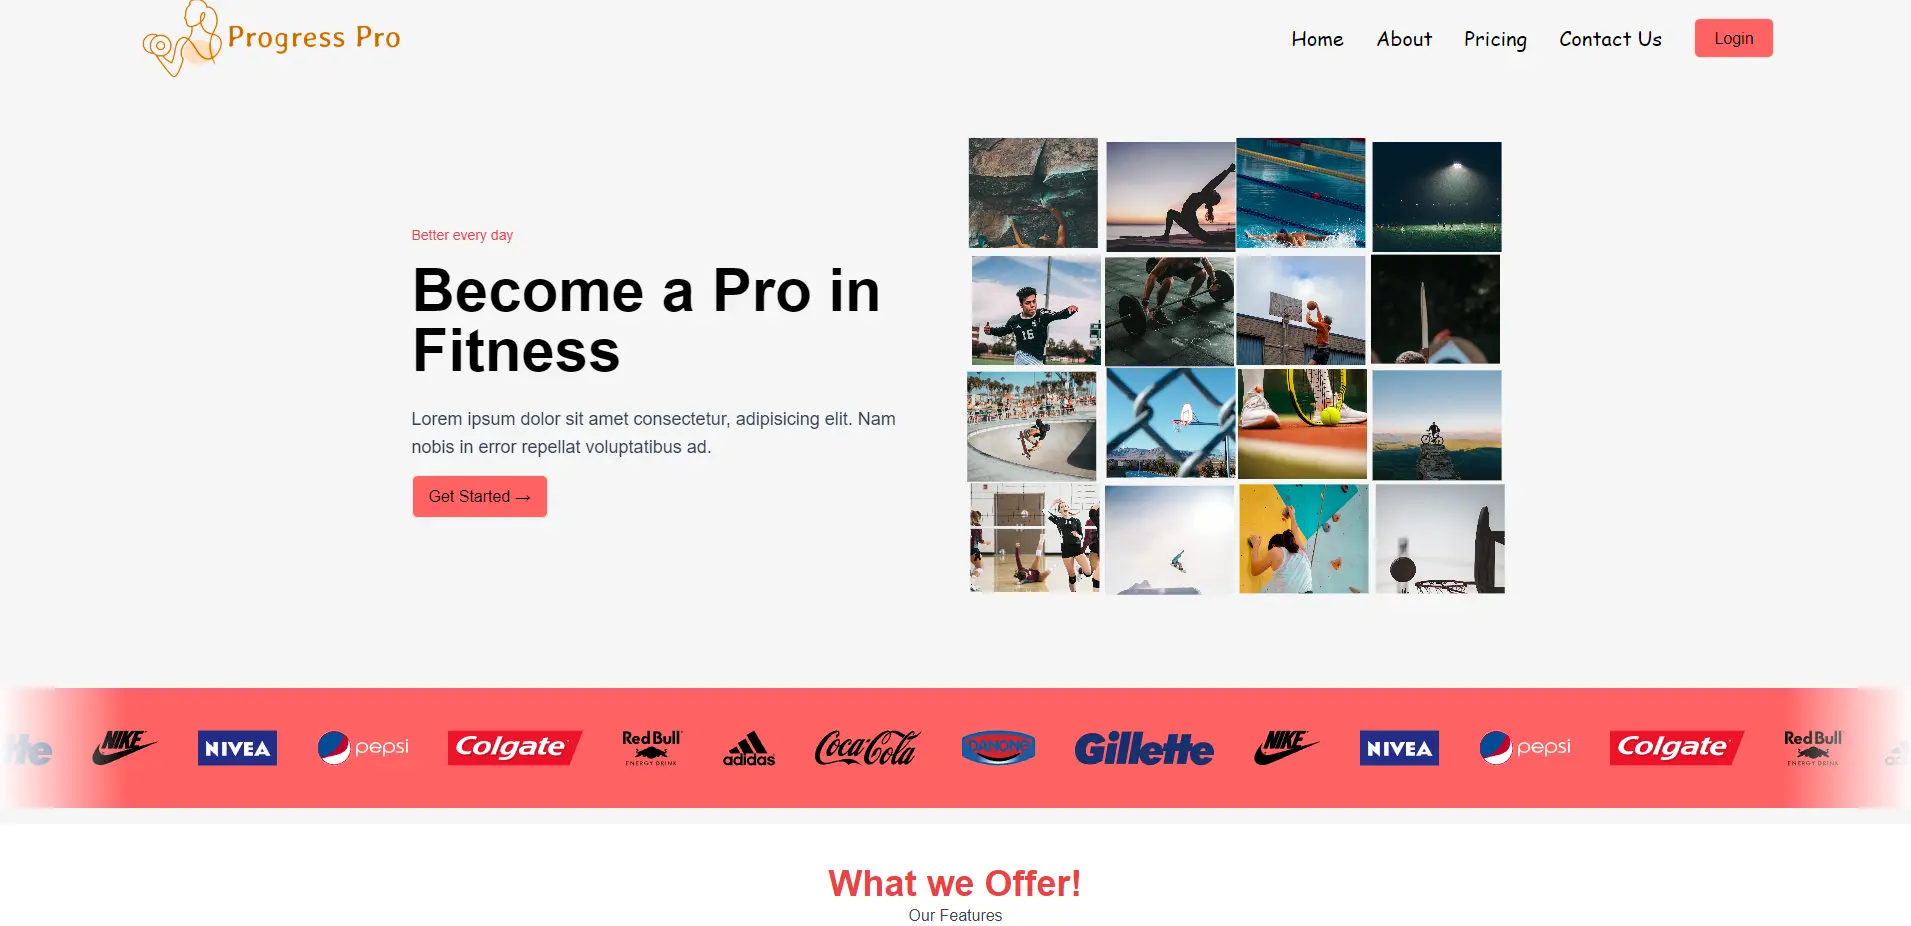 Progress Pro
Home About Pricing Contact Us Login
Better every day
Become a Pro in
Fitness
Lorem ipsum dolor sit amet consectetur, adipisicing elit. Nam
nobis in error repellat voluptatibus ad.
Get Started →
16
tte NIKE NIVEA pepsi Colgate Red Bull ENERGY DRINK adidas Coca-Cola DANONE Gillette NIKE NIVEA pepsi Colgate Red Bull ENERGY DRINK adi
What we Offer!
Our Features